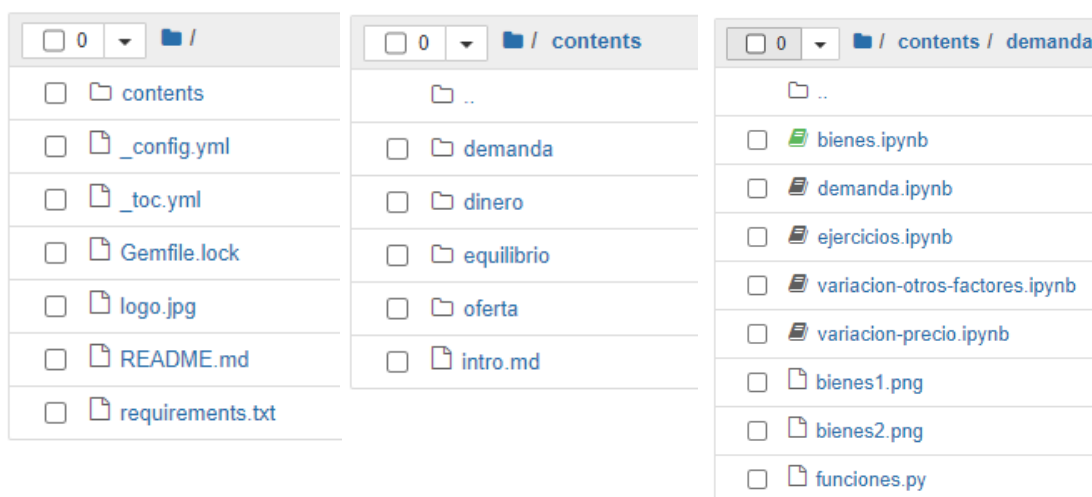 0 /
contents
_config.yml
_toc.yml
Gemfile.lock
logo.jpg
README.md
requirements.txt
0 / contents
..
demanda
dinero
equilibrio
oferta
intro.md
0 / contents / demanda
..
bienes.ipynb
demanda.ipynb
ejercicios.ipynb
variacion-otros-factores.ipynb
variacion-precio.ipynb
bienes1.png
bienes2.png
funciones.py